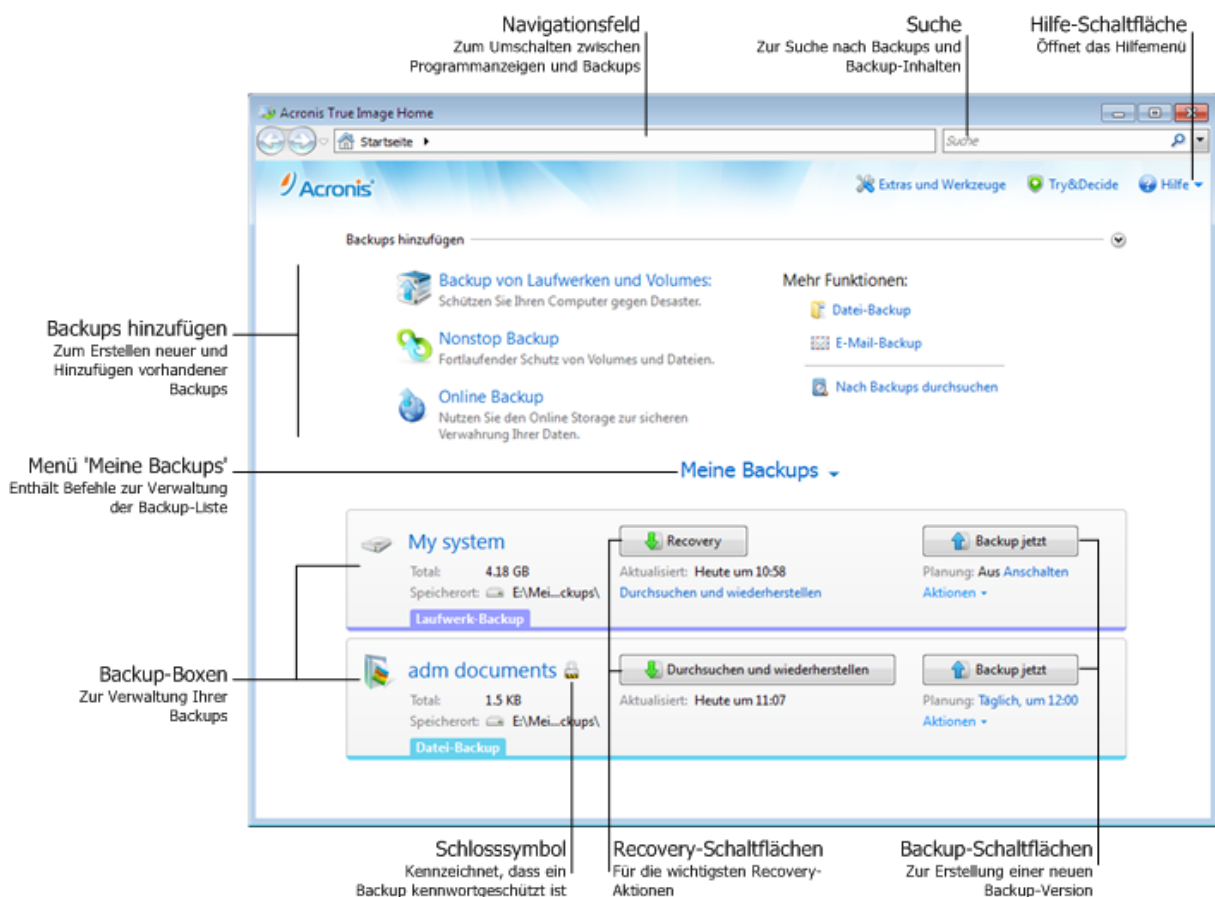 Navigationsfeld
Zum Umschalten zwischen
Programmanzeigen und Backups
Suche
Zur Suche nach Backups und
Backup-Inhalten
Hilfe-Schaltfläche
Öffnet das Hilfemenü
Acronis True Image Home
Startseite
Suche
Acronis
Extras und Werkzeuge
Try&Decide
Hilfe
Backups hinzufügen
Backup von Laufwerken und Volumes:
Schützen Sie Ihren Computer gegen Desaster.
Nonstop Backup
Fortlaufender Schutz von Volumes und Dateien.
Online Backup
Nutzen Sie den Online Storage zur sicheren
Verwahrung Ihrer Daten.
Mehr Funktionen:
Datei-Backup
E-Mail-Backup
Nach Backups durchsuchen
Backups hinzufügen
Zum Erstellen neuer und
Hinzufügen vorhandener
Backups
Menü 'Meine Backups'
Enthält Befehle zur Verwaltung
der Backup-Liste
Meine Backups
My system
Total: 4.18 GB
Speicherort: E:\Mei...ckups\
Laufwerk-Backup
Recovery
Aktualisiert: Heute um 10:58
Durchsuchen und wiederherstellen
Backup jetzt
Planung: Aus Anschalten
Aktionen
Backup-Boxen
Zur Verwaltung Ihrer
Backups
adm documents
Total: 1.5 KB
Speicherort: E:\Mei...ckups\
Datei-Backup
Durchsuchen und wiederherstellen
Aktualisiert: Heute um 11:07
Backup jetzt
Planung: Täglich, um 12:00
Aktionen
Schlosssymbol
Kennzeichnet, dass ein
Backup kennwortgeschützt ist
Recovery-Schaltflächen
Für die wichtigsten Recovery-
Aktionen
Backup-Schaltflächen
Zur Erstellung einer neuen
Backup-Version